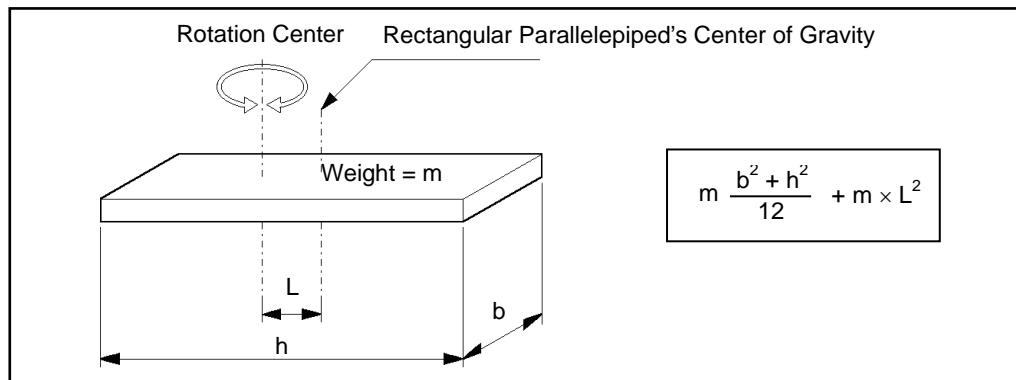 Rotation Center
Rectangular Parallelepiped's Center of Gravity
Weight = m
m (b² + h²)/12 + m × L²
L
b
h